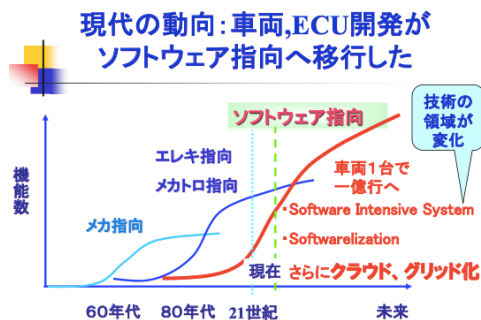 現代の動向：車両,ECU開発が
ソフトウェア指向へ移行した
ソフトウェア指向
技術の
領域が
変化
エレキ指向
メカトロ指向
メカ指向
機能数
車両１台で
一億行へ
・Software Intensive System
・Softwarelization
現在
さらにクラウド、グリッド化
６０年代
８０年代
21世紀
未来